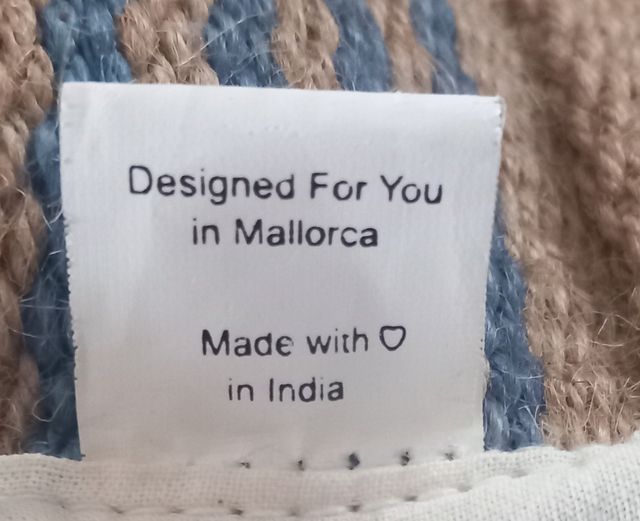 Designed For You
in Mallorca
Made with ♡
in India